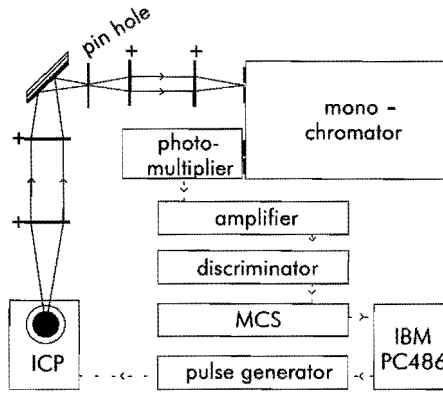 pin hole
+
+
mono -
chromator
photo-
multiplier
+
amplifier
+
discriminator
MCS
IBM
PC486
ICP
pulse generator